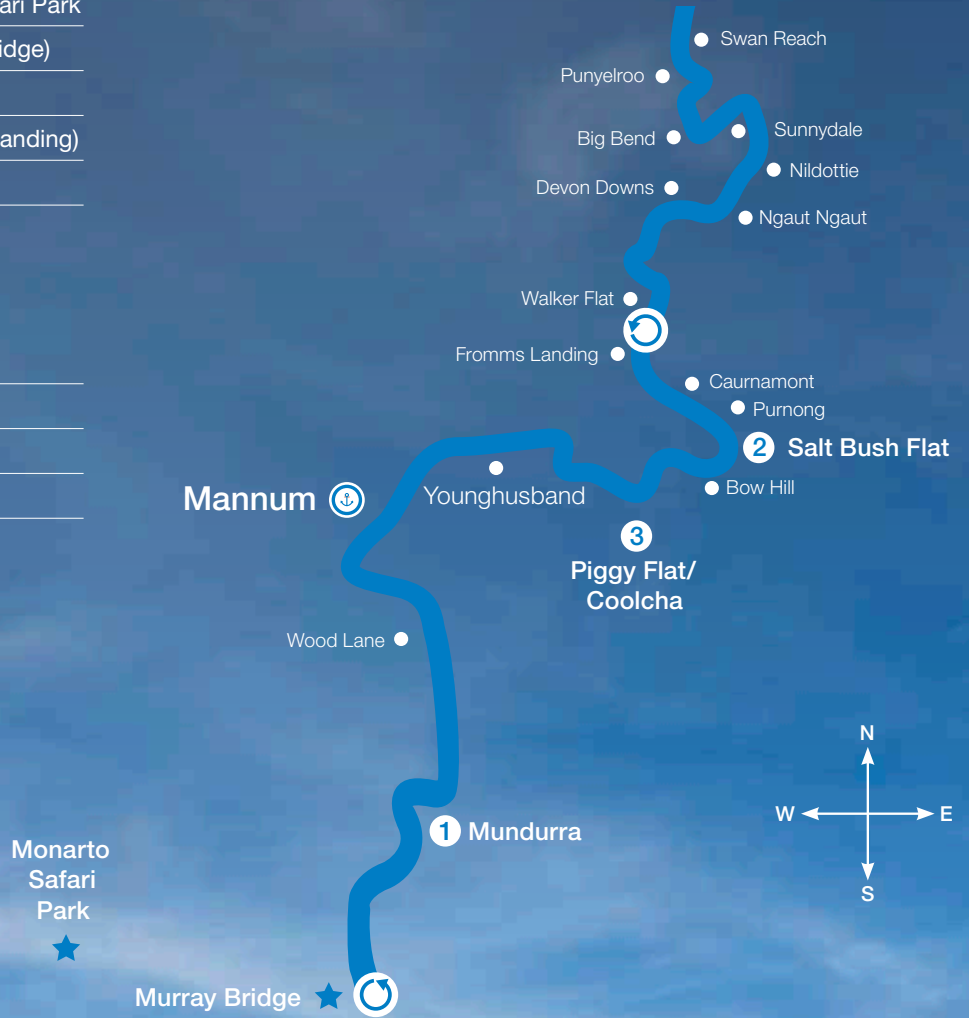 ari Park
idge)
anding)
Swan Reach
Punyelroo
Big Bend
Sunnydale
Nildottie
Devon Downs
Ngaut Ngaut
Walker Flat
Fromms Landing
Caurnamont
Purnong
2 Salt Bush Flat
Bow Hill
Younghusband
Mannum
3
Piggy Flat/
Coolcha
Wood Lane
N
W E
S
1 Mundurra
Monarto
Safari
Park
Murray Bridge